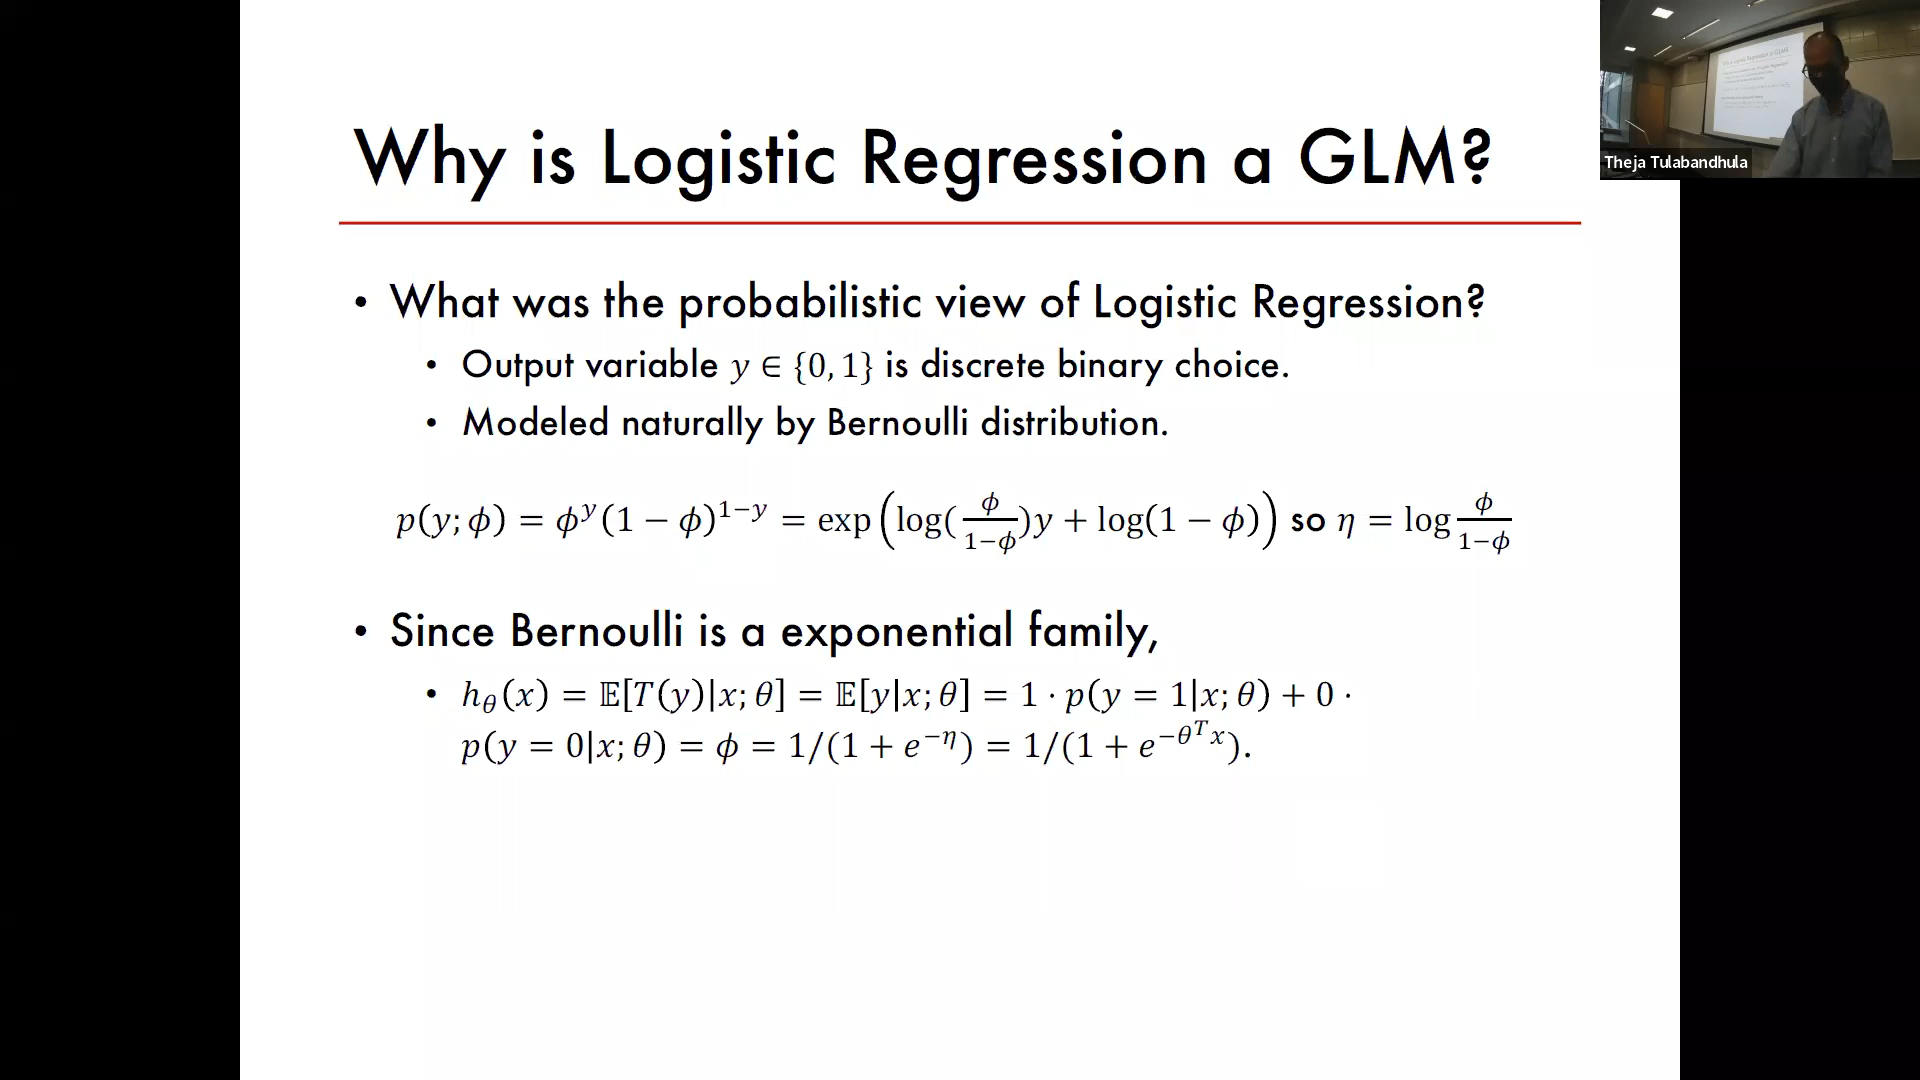 Why is Logistic Regression a GLM?
• What was the probabilistic view of Logistic Regression?
• Output variable y ∈ {0, 1} is discrete binary choice.
• Modeled naturally by Bernoulli distribution.
p(y; ϕ) = ϕ^y(1 − ϕ)^{1−y} = exp(log(ϕ/(1−ϕ))y + log(1 − ϕ)) so η = log ϕ/(1−ϕ)
• Since Bernoulli is a exponential family,
• h_θ(x) = 𝔼[T(y)|x; θ] = 𝔼[y|x; θ] = 1 · p(y = 1|x; θ) + 0 ·
p(y = 0|x; θ) = ϕ = 1/(1 + e^{−η}) = 1/(1 + e^{−θ^T x}).
Theja Tulabandhula